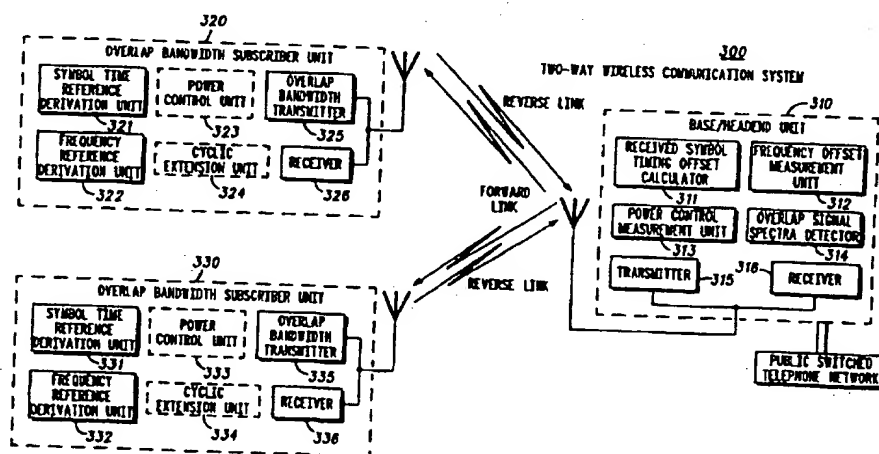 320
OVERLAP BANDWIDTH SUBSCRIBER UNIT
SYMBOL TIME
REFERENCE
DERIVATION UNIT
321
POWER
CONTROL UNIT
323
OVERLAP
BANDWIDTH
TRANSMITTER
325
FREQUENCY
REFERENCE
DERIVATION UNIT
322
CYCLIC
EXTENSION UNIT
324
RECEIVER
326
REVERSE LINK
FORWARD
LINK
REVERSE LINK
300
TWO-WAY WIRELESS COMMUNICATION SYSTEM
310
BASE/HEADEND UNIT
RECEIVED SYMBOL
TIMING OFFSET
CALCULATOR
311
FREQUENCY OFFSET
MEASUREMENT
UNIT
312
POWER CONTROL
MEASUREMENT UNIT
313
OVERLAP SIGNAL
SPECTRA DETECTOR
314
TRANSMITTER
315
316
RECEIVER
PUBLIC SWITCHED
TELEPHONE NETWORK
330
OVERLAP BANDWIDTH SUBSCRIBER UNIT
SYMBOL TIME
REFERENCE
DERIVATION UNIT
331
POWER
CONTROL UNIT
333
OVERLAP
BANDWIDTH
TRANSMITTER
335
FREQUENCY
REFERENCE
DERIVATION UNIT
332
CYCLIC
EXTENSION UNIT
334
RECEIVER
336